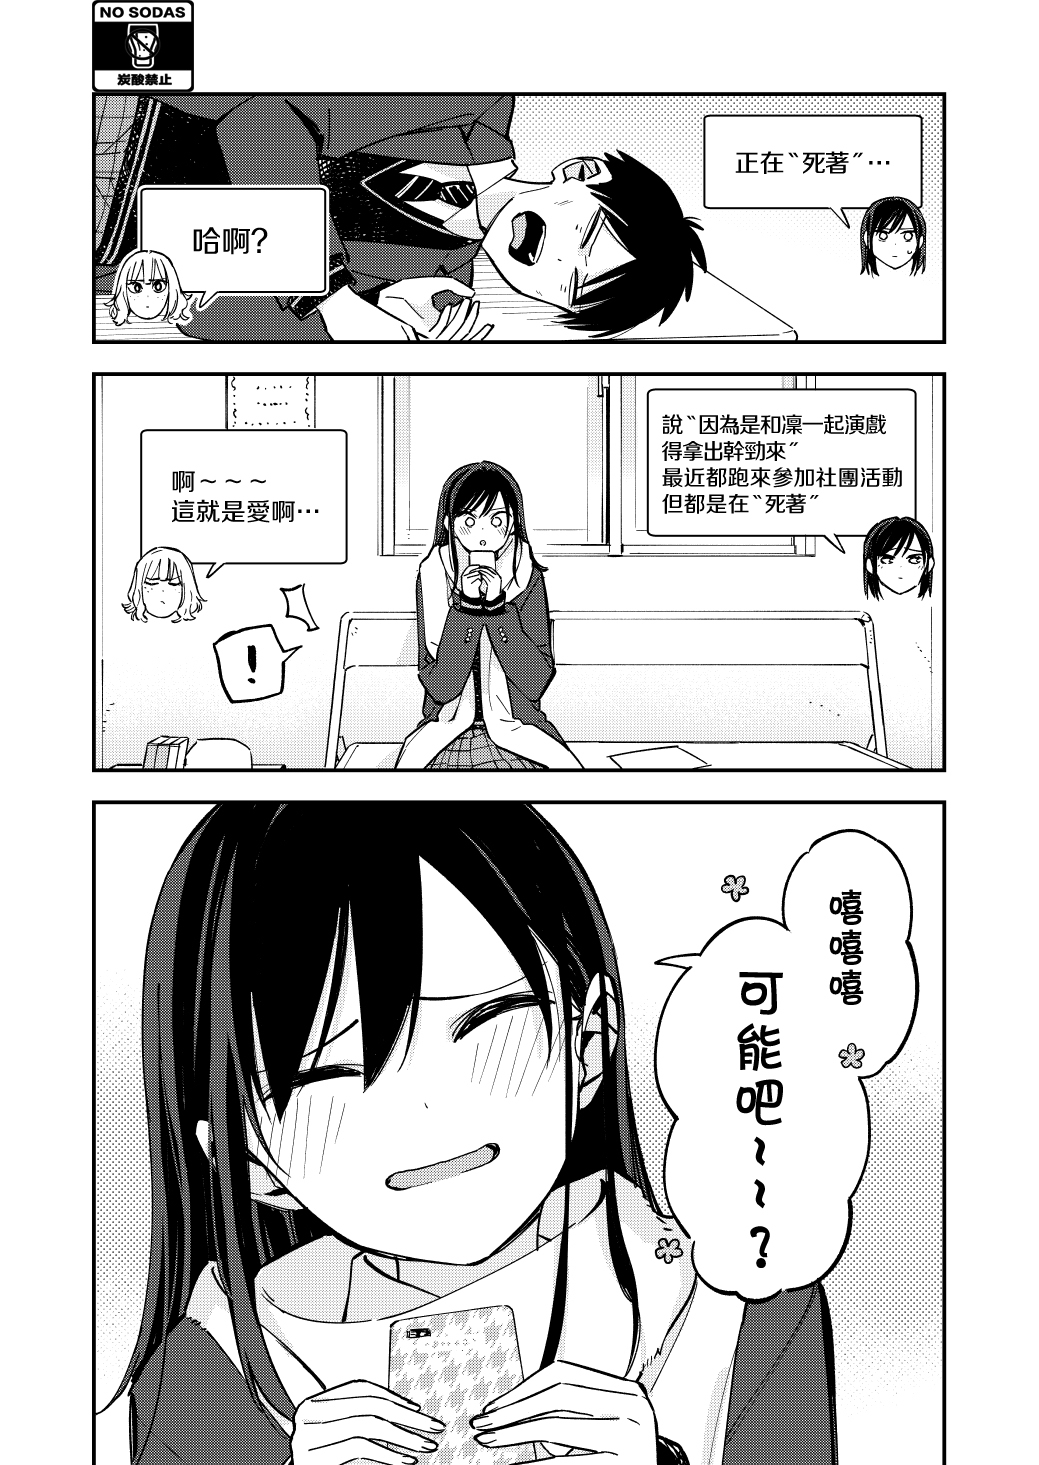 NO SODAS
炭酸禁止
正在〝死著〞…
哈啊?
說〝因為是和凜一起演戲
得拿出幹勁來〞
最近都跑來參加社團活動
但都是在〝死著〞
啊～～～
這就是愛啊…
!
嘻嘻嘻
可能吧～～?